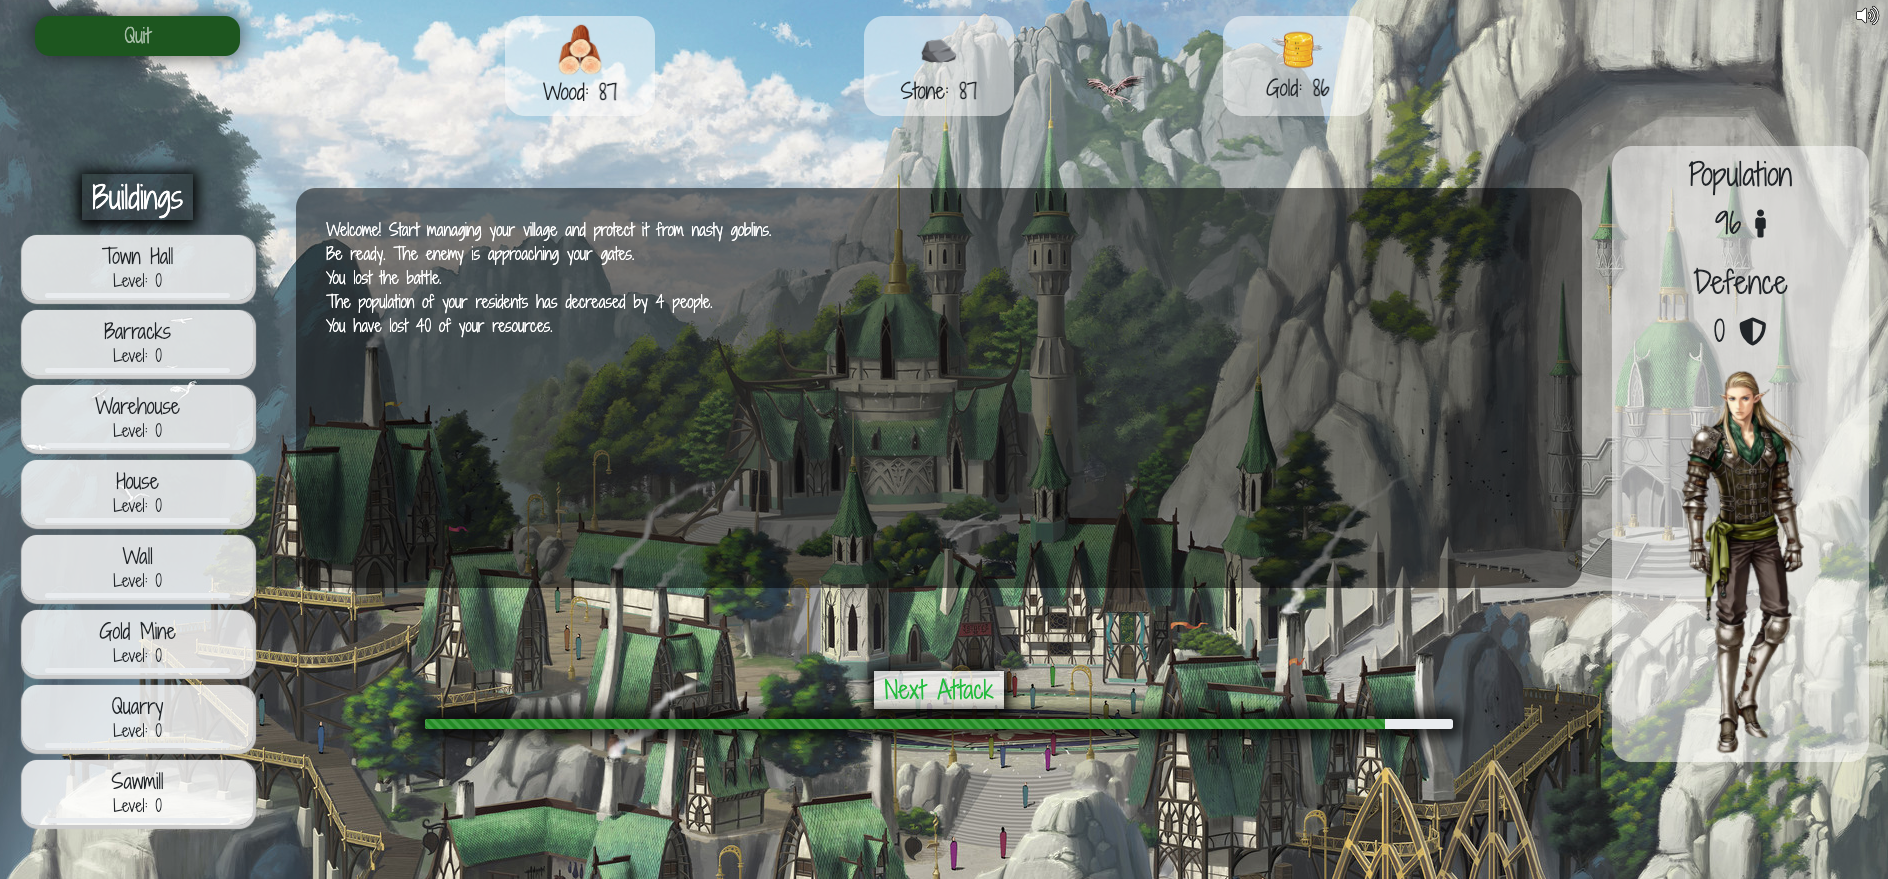 Quit
Wood: 87
Stone: 87
Gold: 86
Buildings
Town Hall
Level: 0
Barracks
Level: 0
Warehouse
Level: 0
House
Level: 0
Wall
Level: 0
Gold Mine
Level: 0
Quarry
Level: 0
Sawmill
Level: 0
Welcome! Start managing your village and protect it from nasty goblins.
Be ready. The enemy is approaching your gates.
You lost the battle.
The population of your residents has decreased by 4 people.
You have lost 40 of your resources.
Next Attack
Population
96
Defence
0